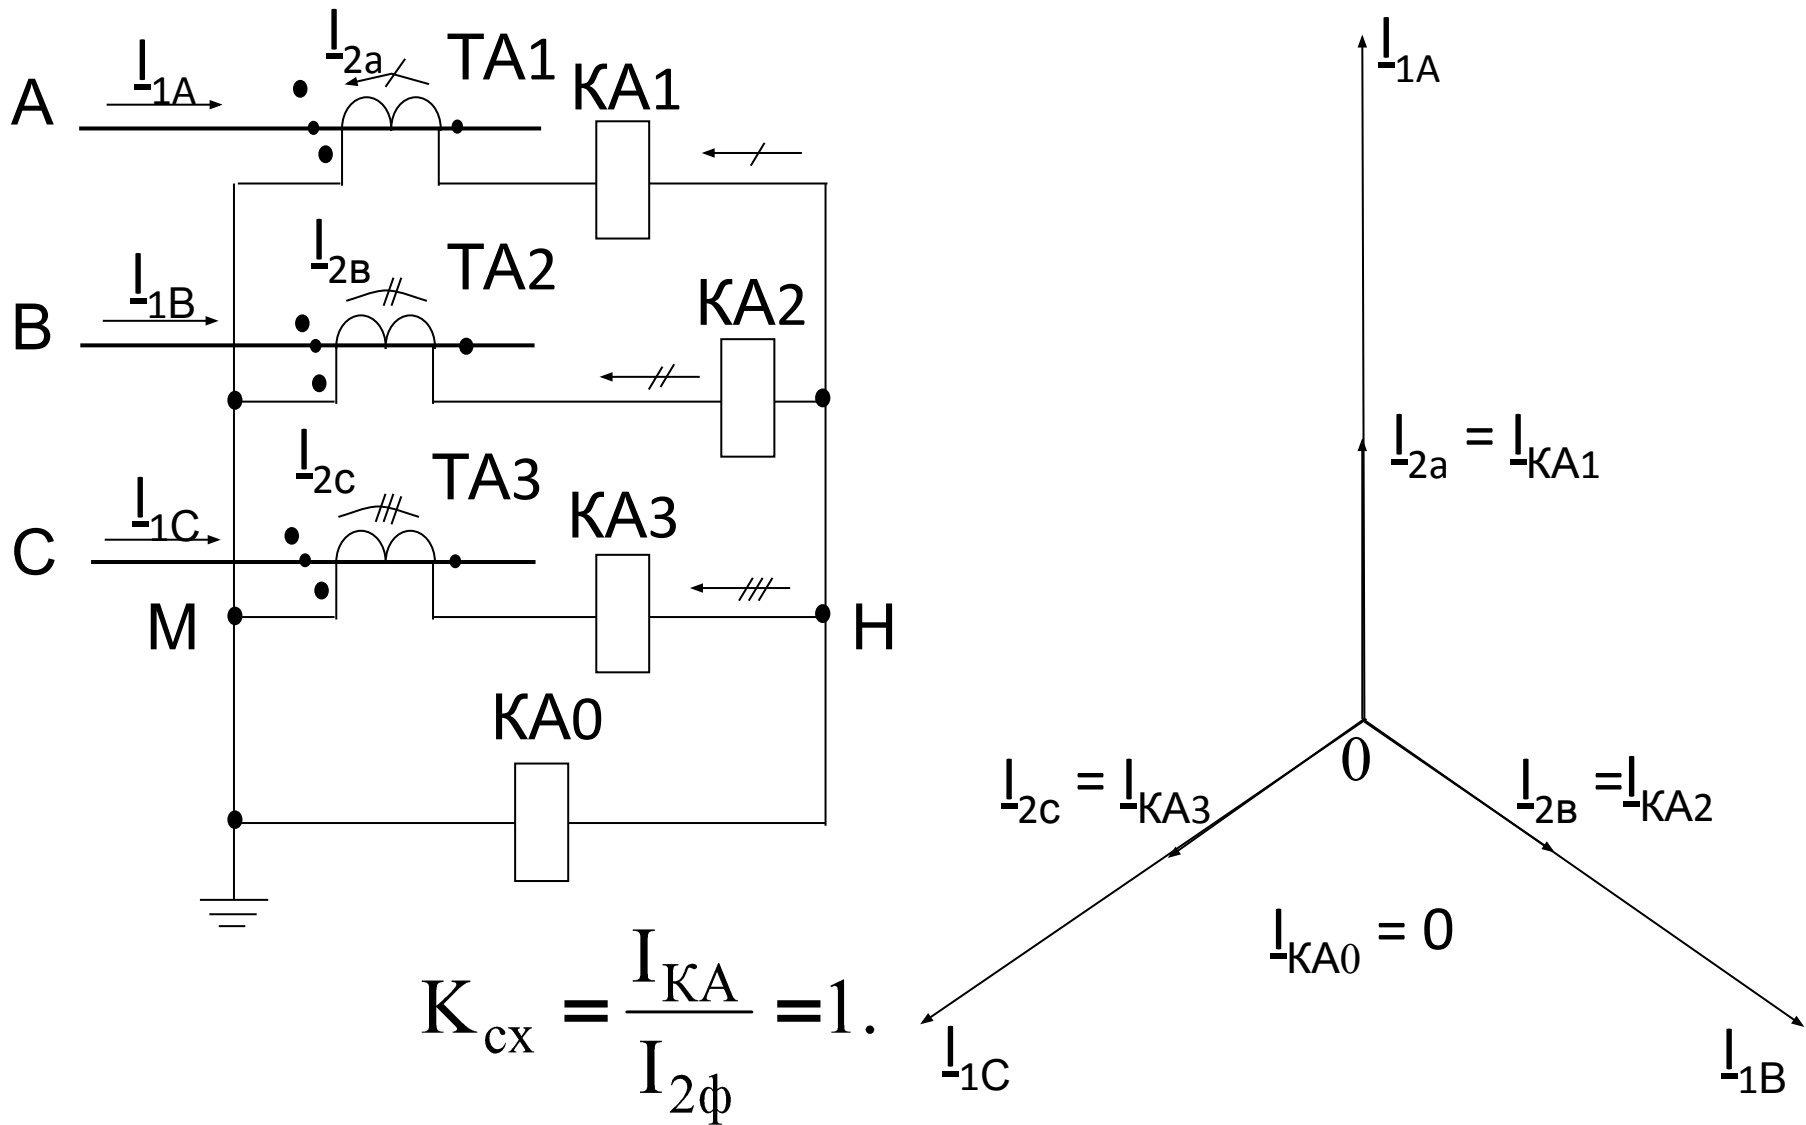 I2a TA1
I1A
KA1
A
I2в TA2
I1B
KA2
B
I2c TA3
I1C
KA3
C
M H
KA0
Kсх = IКА / I2ф = 1.
I1A
I2a = IKA1
0
I2c = IKA3
I2в =IKA2
IKA0 = 0
I1C
I1B